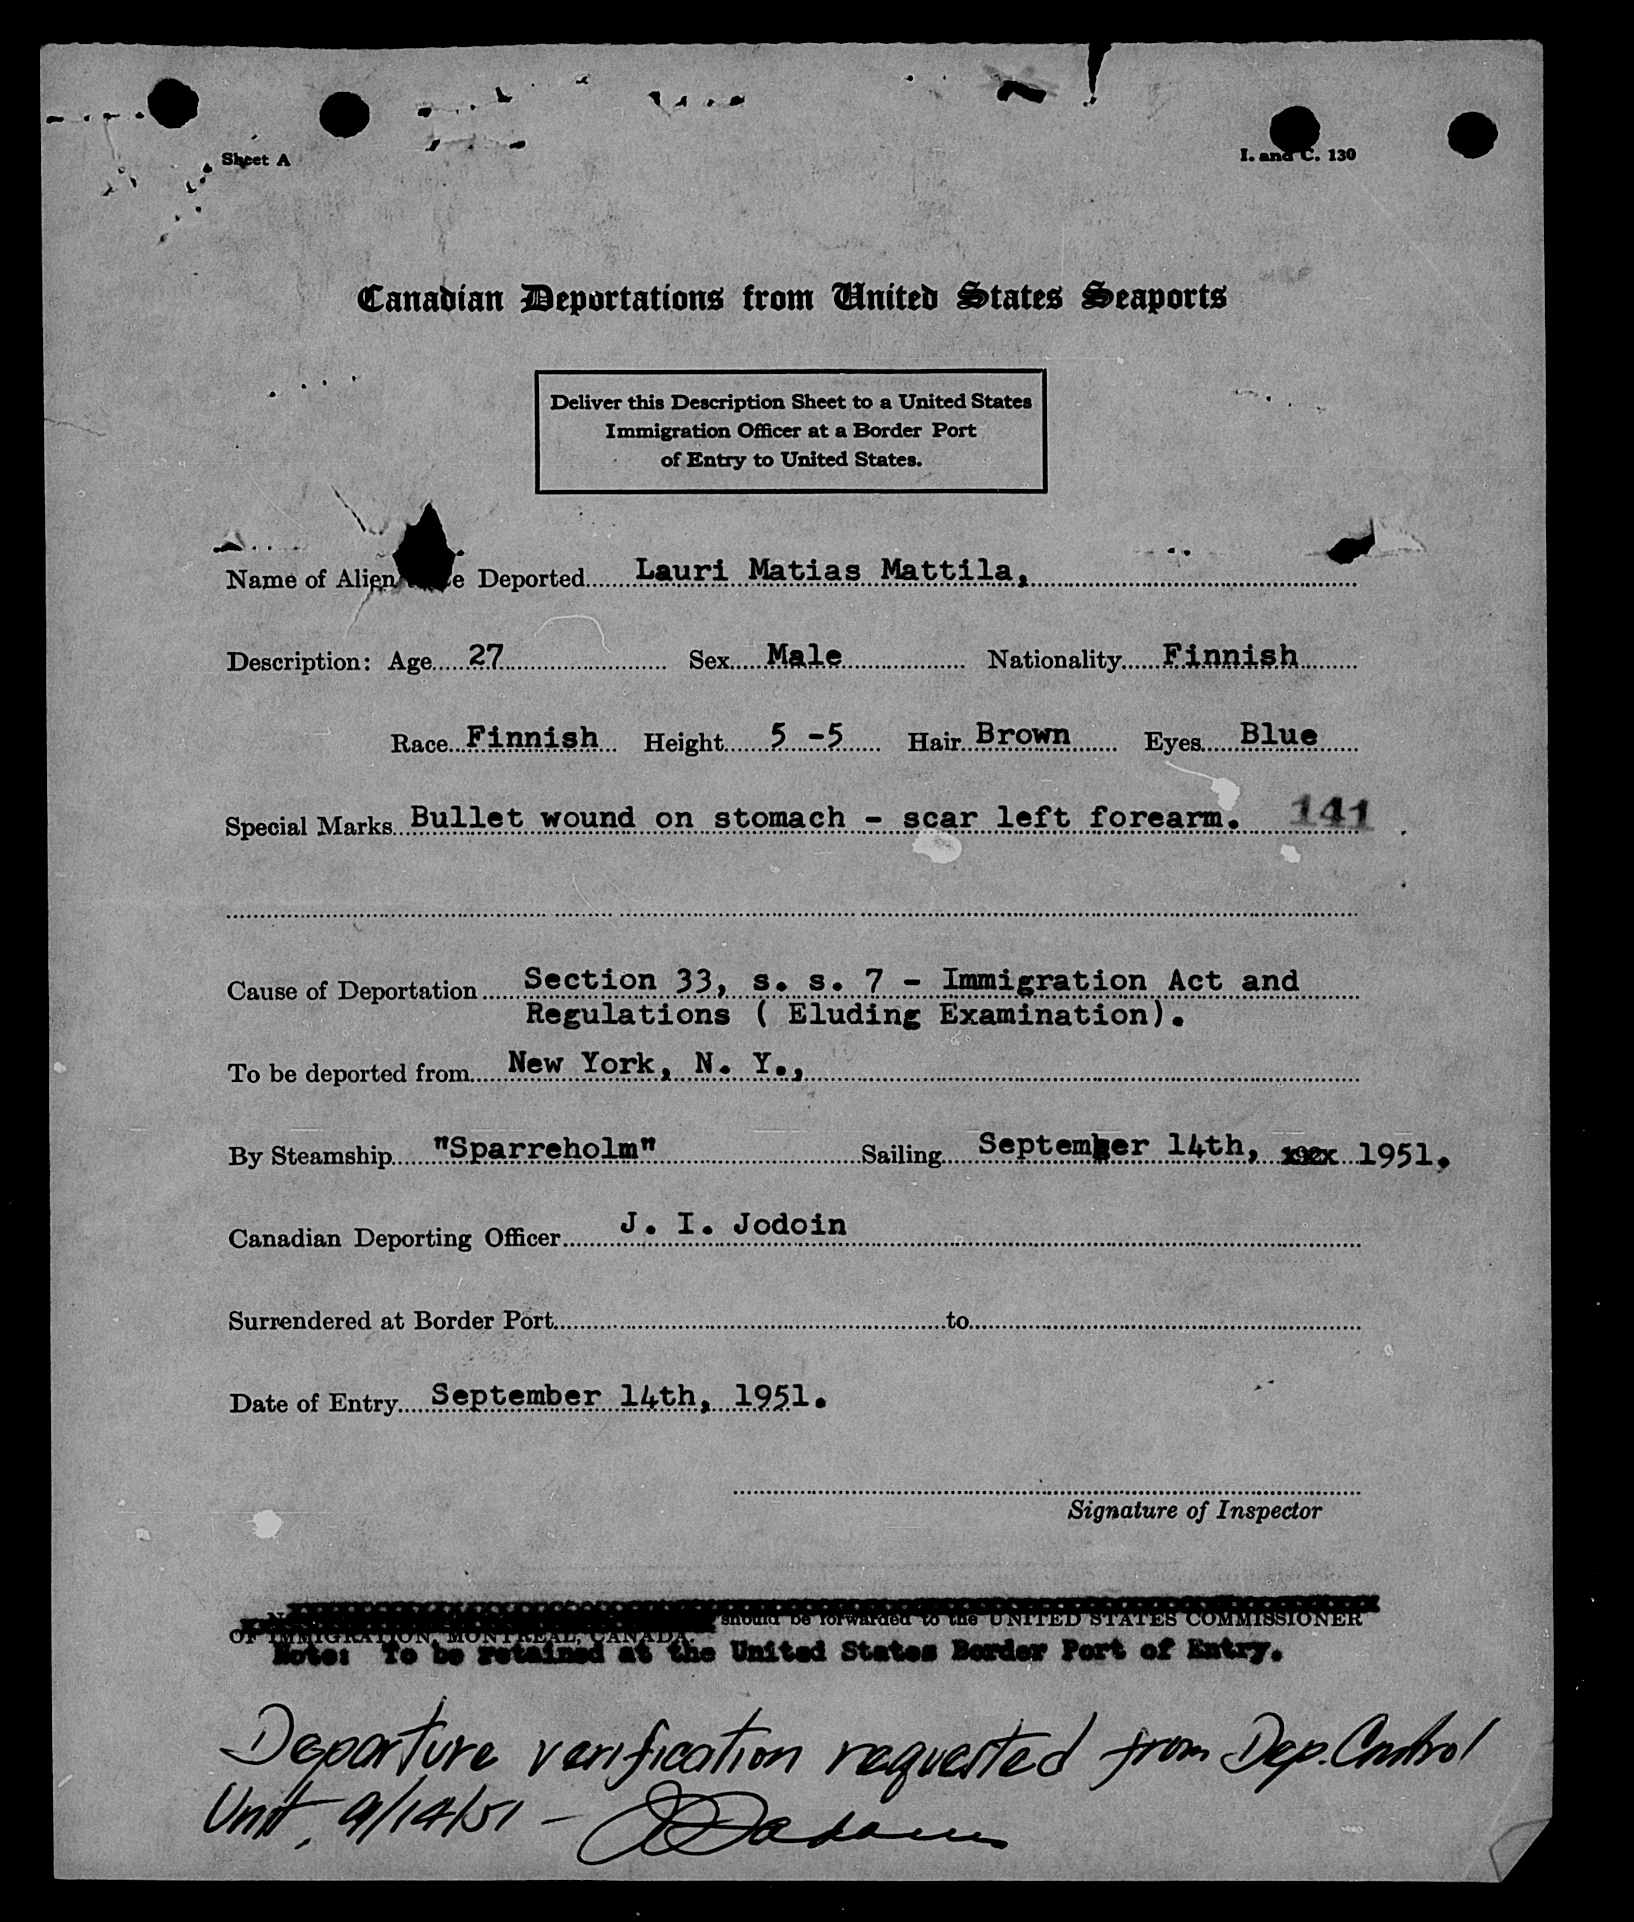 Sheet A
I. and C. 130
Canadian Deportations from United States Seaports
Deliver this Description Sheet to a United States
Immigration Officer at a Border Port
of Entry to United States.
Name of Alien Deported Lauri Matias Mattila,
Description: Age 27 Sex Male Nationality Finnish
Race Finnish Height 5 -5 Hair Brown Eyes Blue
Special Marks Bullet wound on stomach - scar left forearm. 141
Cause of Deportation Section 33, s. s. 7 - Immigration Act and
Regulations ( Eluding Examination).
To be deported from New York, N. Y.,
By Steamship "Sparreholm" Sailing September 14th, 1951.
Canadian Deporting Officer J. I. Jodoin
Surrendered at Border Port to
Date of Entry September 14th, 1951.
Signature of Inspector
should be forwarded to the UNITED STATES COMMISSIONER
OF IMMIGRATION, MONTREAL, CANADA.
Note: To be retained at the United States Border Port of Entry.
Departure verification requested from Dep. Control
Unit, 9/14/51 -